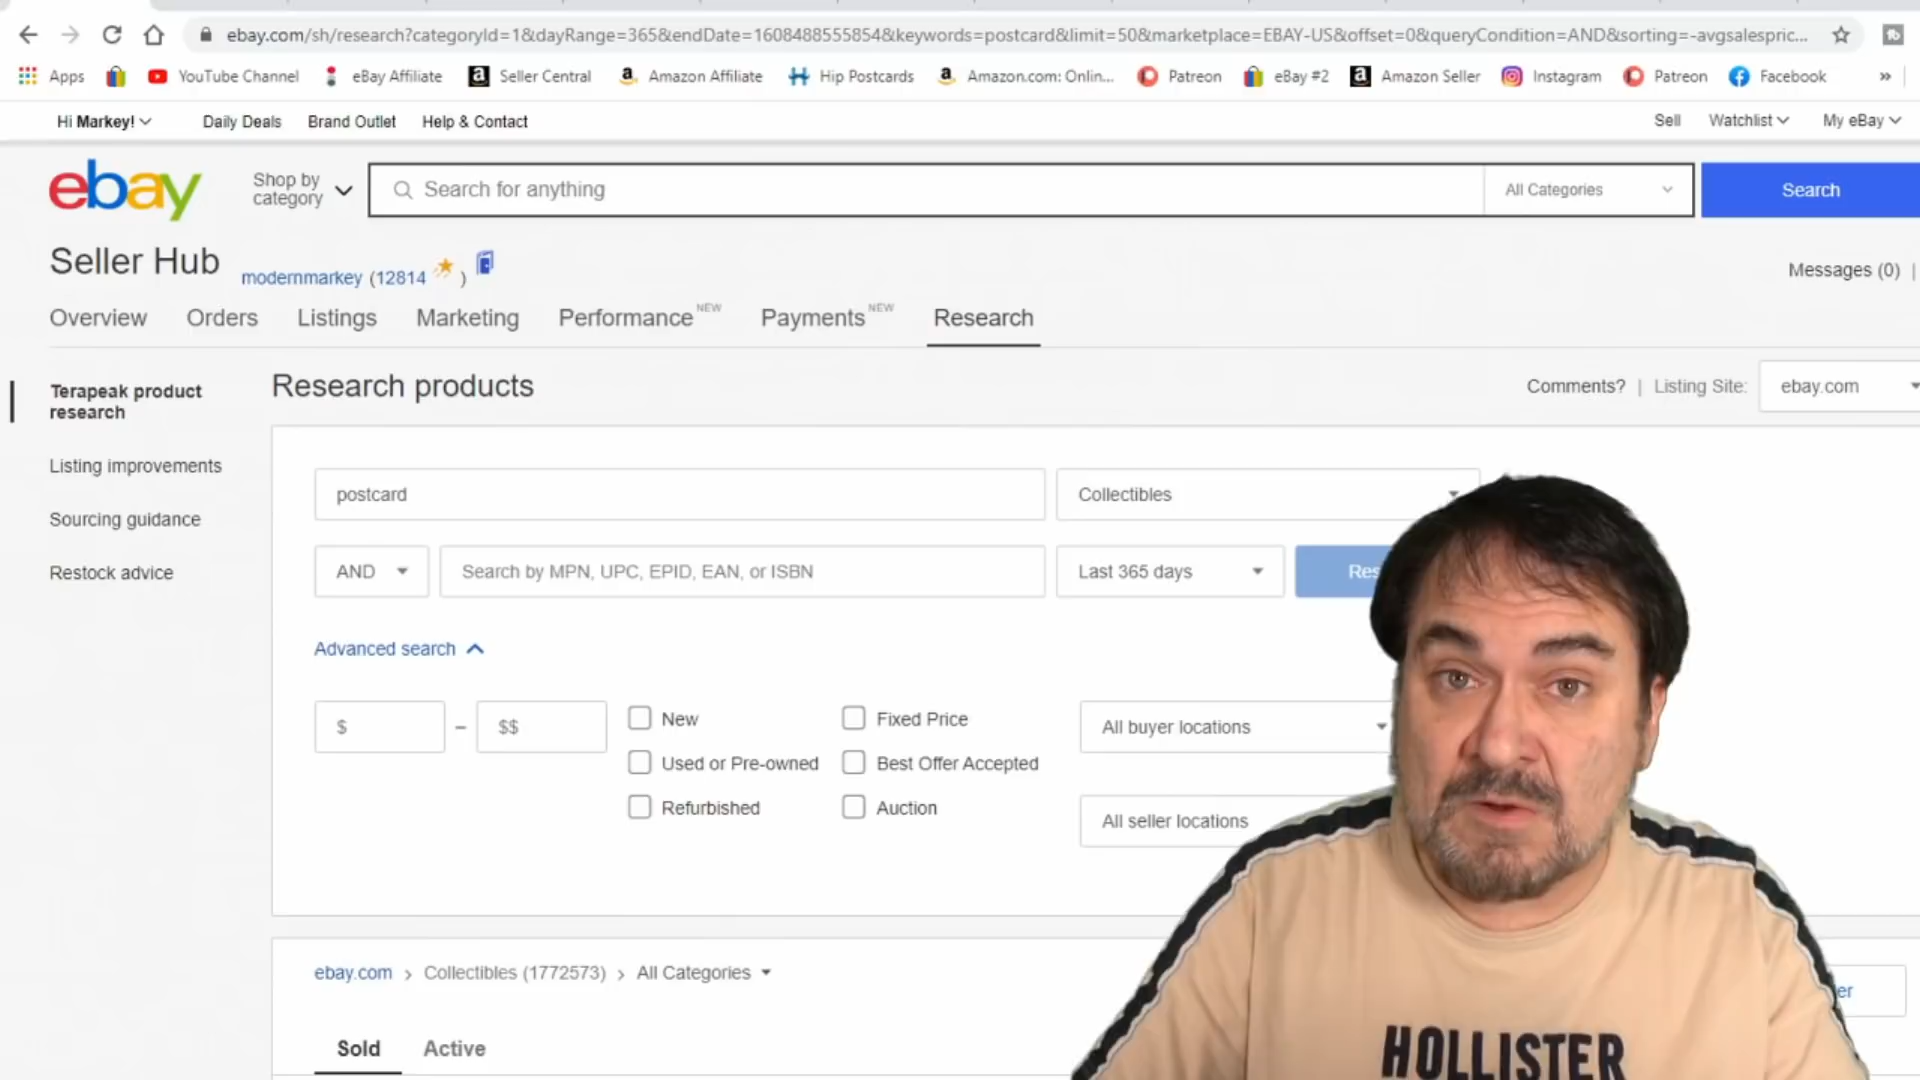 ebay.com/sh/research?categoryId=1&dayRange=365&endDate=1608488555854&keywords=postcard&limit=50&marketplace=EBAY-US&offset=0&queryCondition=AND&sorting=-avgsalespric...
Apps YouTube Channel eBay Affiliate Seller Central Amazon Affiliate Hip Postcards Amazon.com: Onlin... Patreon eBay #2 Amazon Seller Instagram Patreon Facebook »
Hi Markey! Daily Deals Brand Outlet Help & Contact Sell Watchlist My eBay
ebay Shop by category Search for anything All Categories Search
Seller Hub modernmarkey (12814 ) Messages (0) |
Overview Orders Listings Marketing Performance NEW Payments NEW Research
Terapeak product research
Listing improvements
Sourcing guidance
Restock advice
Research products Comments? | Listing Site: ebay.com
postcard Collectibles
AND Search by MPN, UPC, EPID, EAN, or ISBN Last 365 days Res
Advanced search
$ – $$
New Fixed Price All buyer locations
Used or Pre-owned Best Offer Accepted
Refurbished Auction All seller locations
ebay.com > Collectibles (1772573) > All Categories
er
Sold Active
HOLLISTER